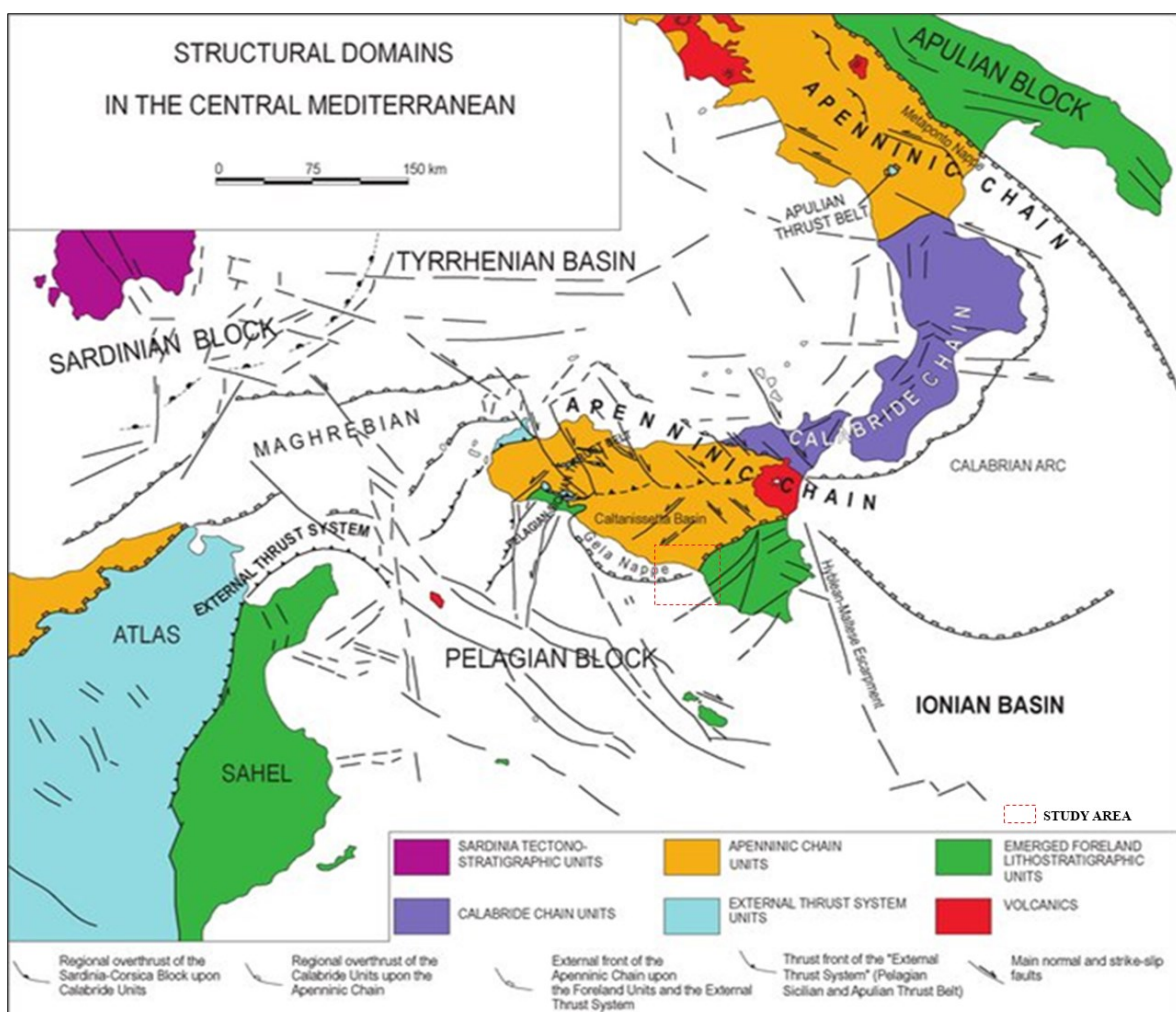 STRUCTURAL DOMAINS
IN THE CENTRAL MEDITERRANEAN
0 75 150 km
APULIAN BLOCK
APENNINIC CHAIN
Metaponto Nappe
APULIAN
THRUST BELT
TYRRHENIAN BASIN
SARDINIAN BLOCK
MAGHREBIAN
APENNINIC CHAIN
CALABRIDE CHAIN
CALABRIAN ARC
THRUST BELT
Caltanissetta Basin
Gela Nappe
EXTERNAL THRUST SYSTEM
ATLAS
SAHEL
PELAGIAN BLOCK
Hyblean-Maltese Escarpment
IONIAN BASIN
STUDY AREA
SARDINIA TECTONO-
STRATIGRAPHIC UNITS
APENNINIC CHAIN
UNITS
EMERGED FORELAND
LITHOSTRATIGRAPHIC
UNITS
CALABRIDE CHAIN UNITS
EXTERNAL THRUST SYSTEM
UNITS
VOLCANICS
Regional overthrust of the
Sardinia-Corsica Block upon
Calabride Units
Regional overthrust of the
Calabride Units upon the
Apenninic Chain
External front of the
Apenninic Chain upon
the Foreland Units and the External
Thrust System
Thrust front of the "External
Thrust System" (Pelagian
Sicilian and Apulian Thrust Belt)
Main normal and strike-slip
faults